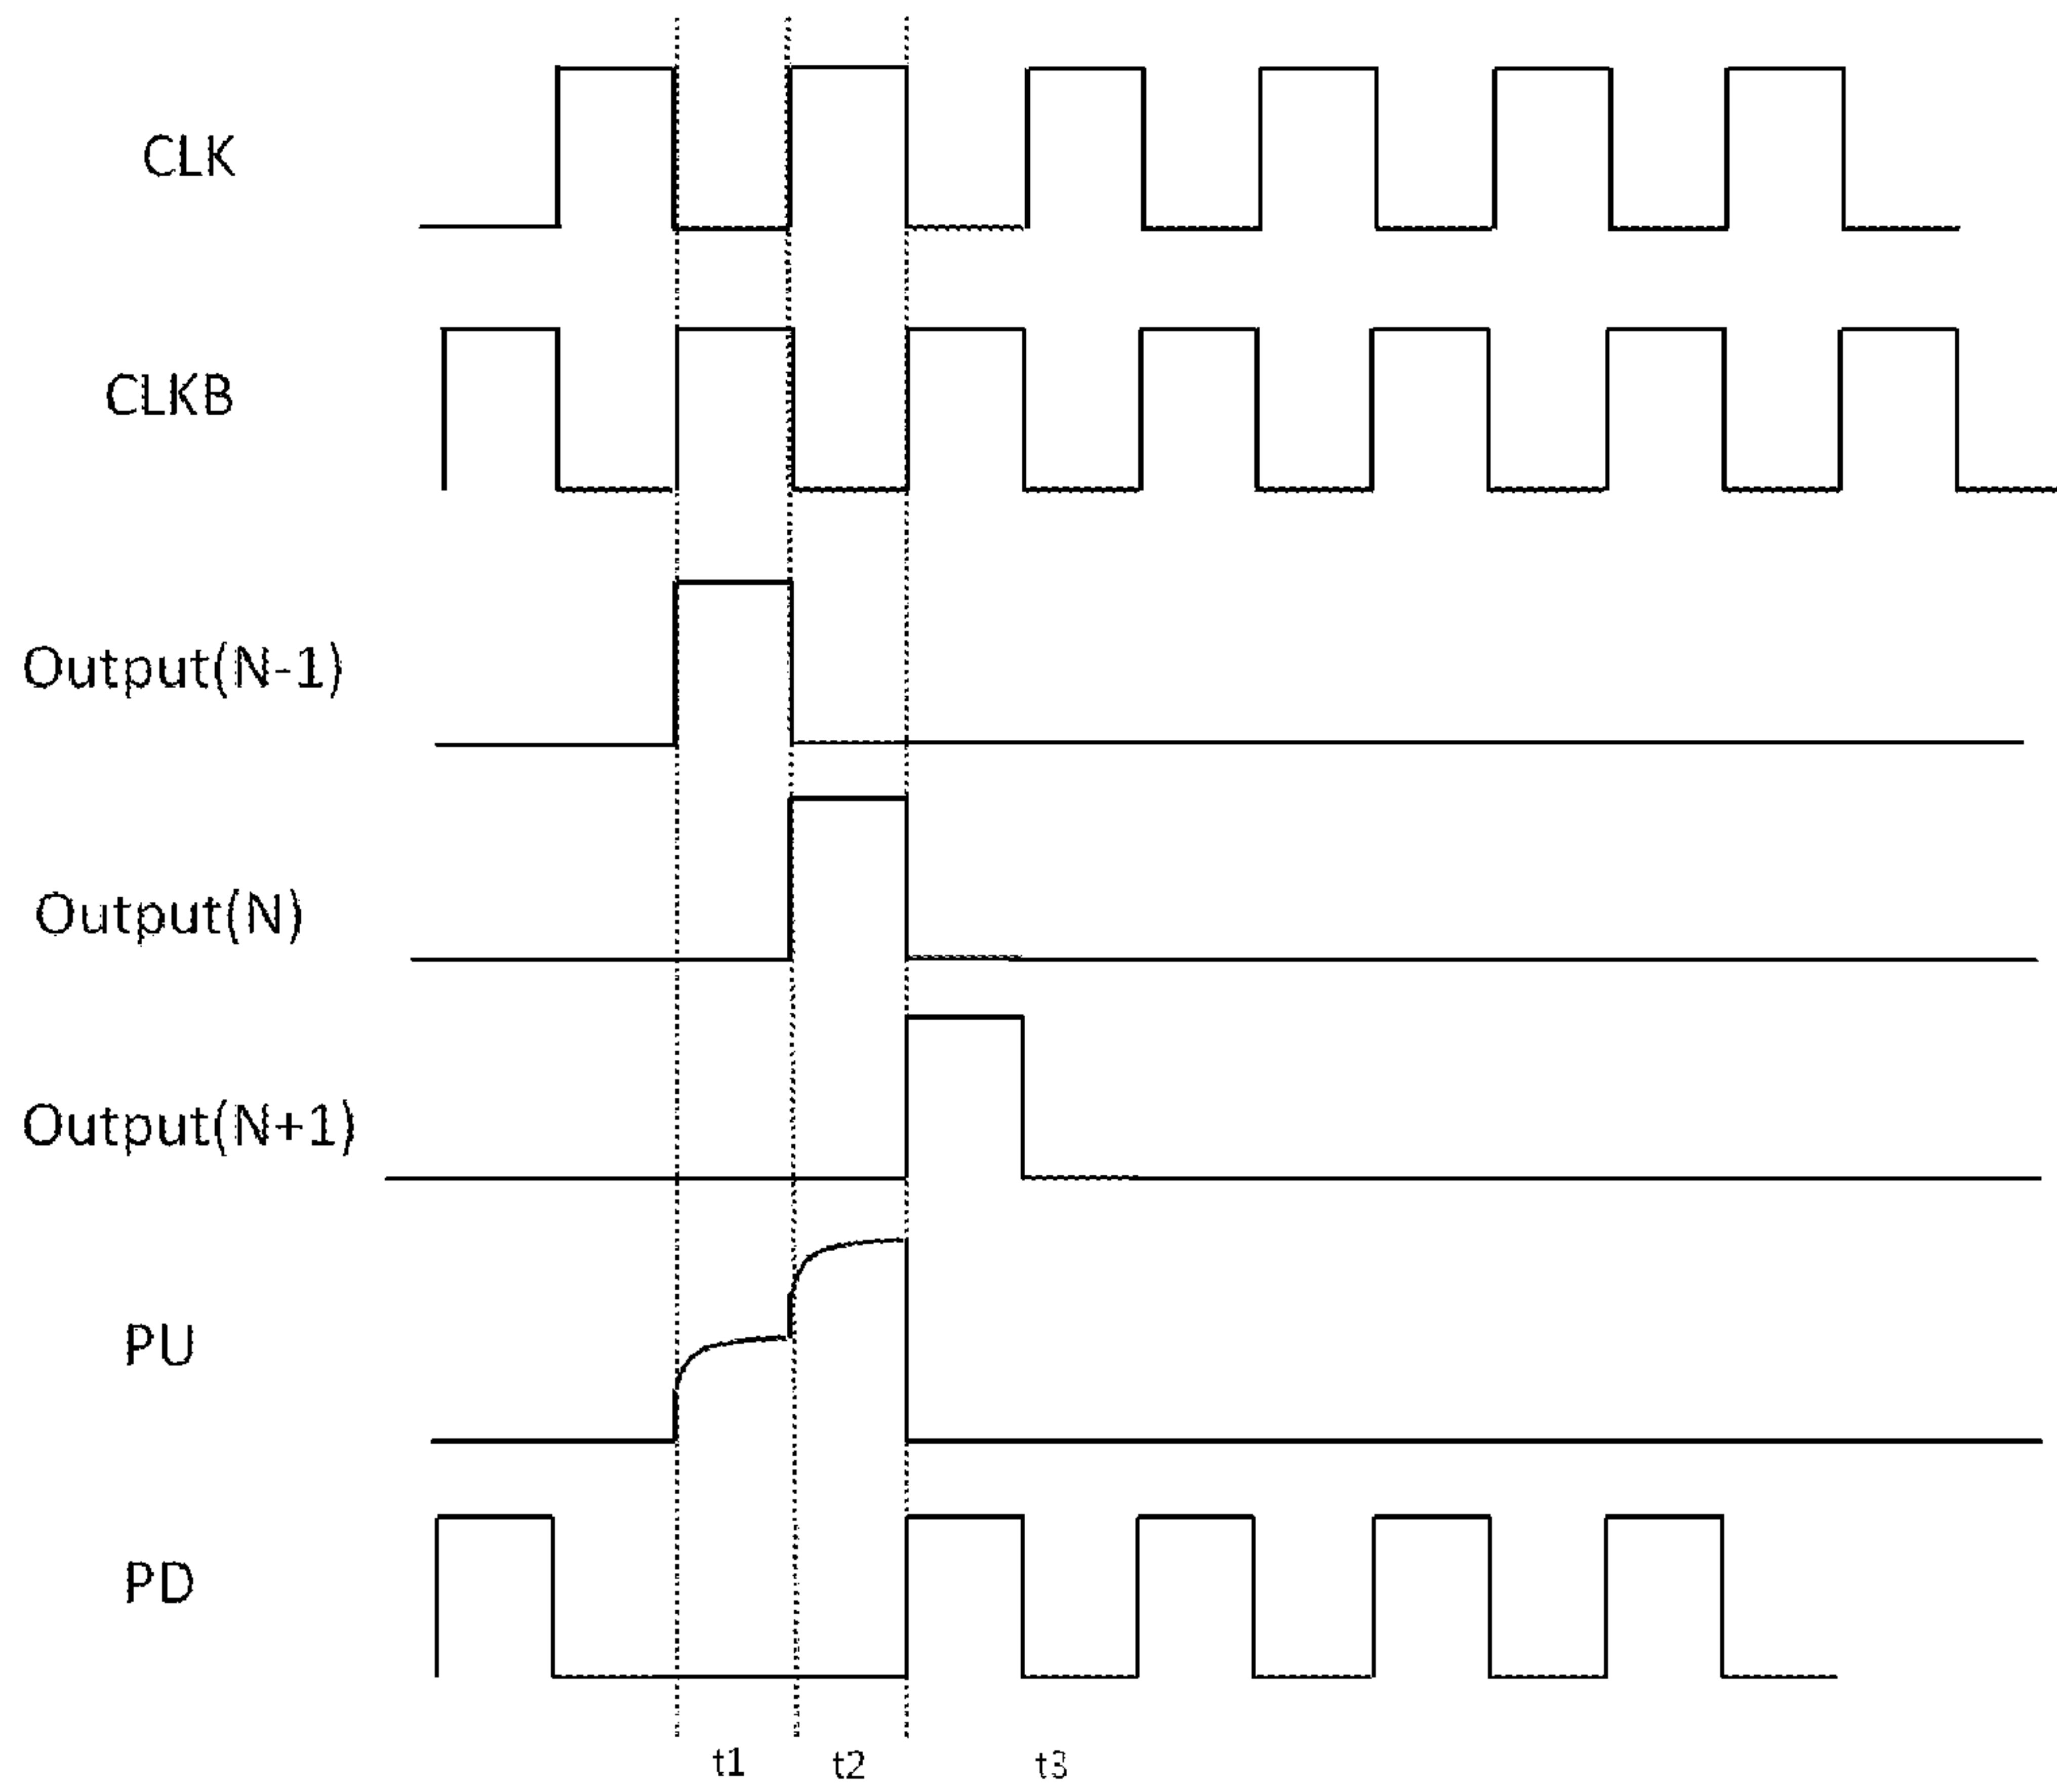 CLK
CLKB
Output(N-1)
Output(N)
Output(N+1)
PU
PD
t1 t2 t3